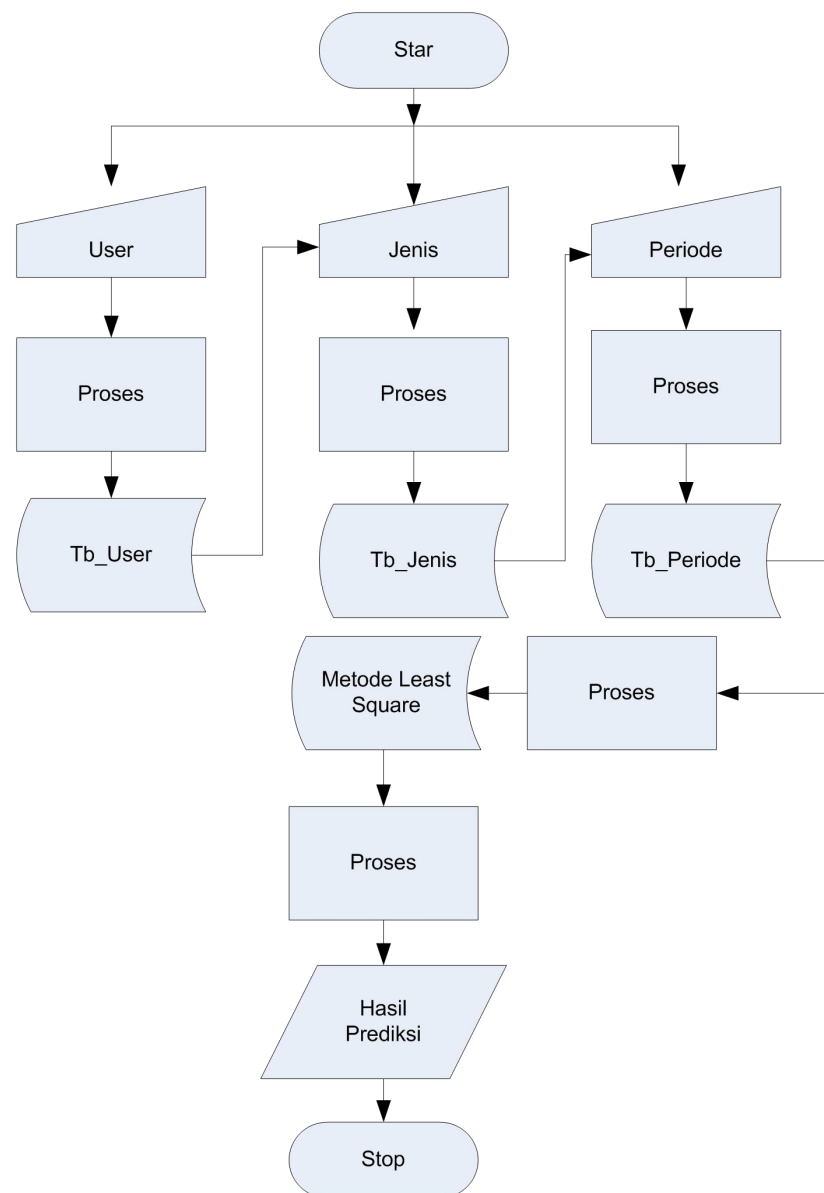 Star
User
Jenis
Periode
Proses
Proses
Proses
Tb_User
Tb_Jenis
Tb_Periode
Metode Least
Square
Proses
Proses
Hasil
Prediksi
Stop